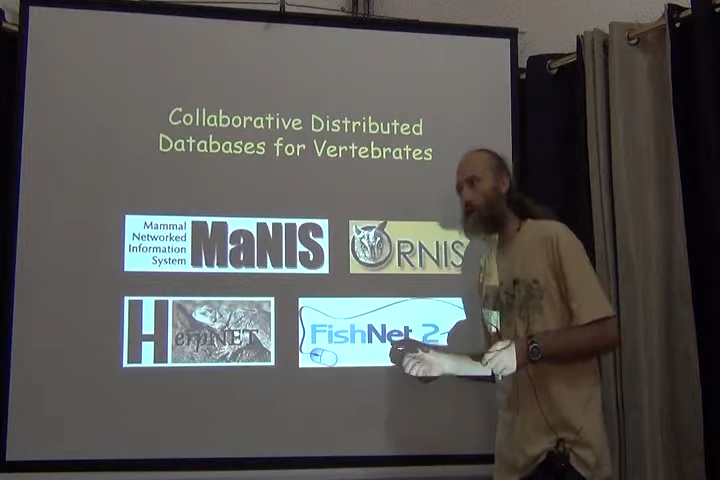 Collaborative Distributed
Databases for Vertebrates
Mammal
Networked
Information
System
MaNIS
ORNIS
HerpNET
FishNet 2